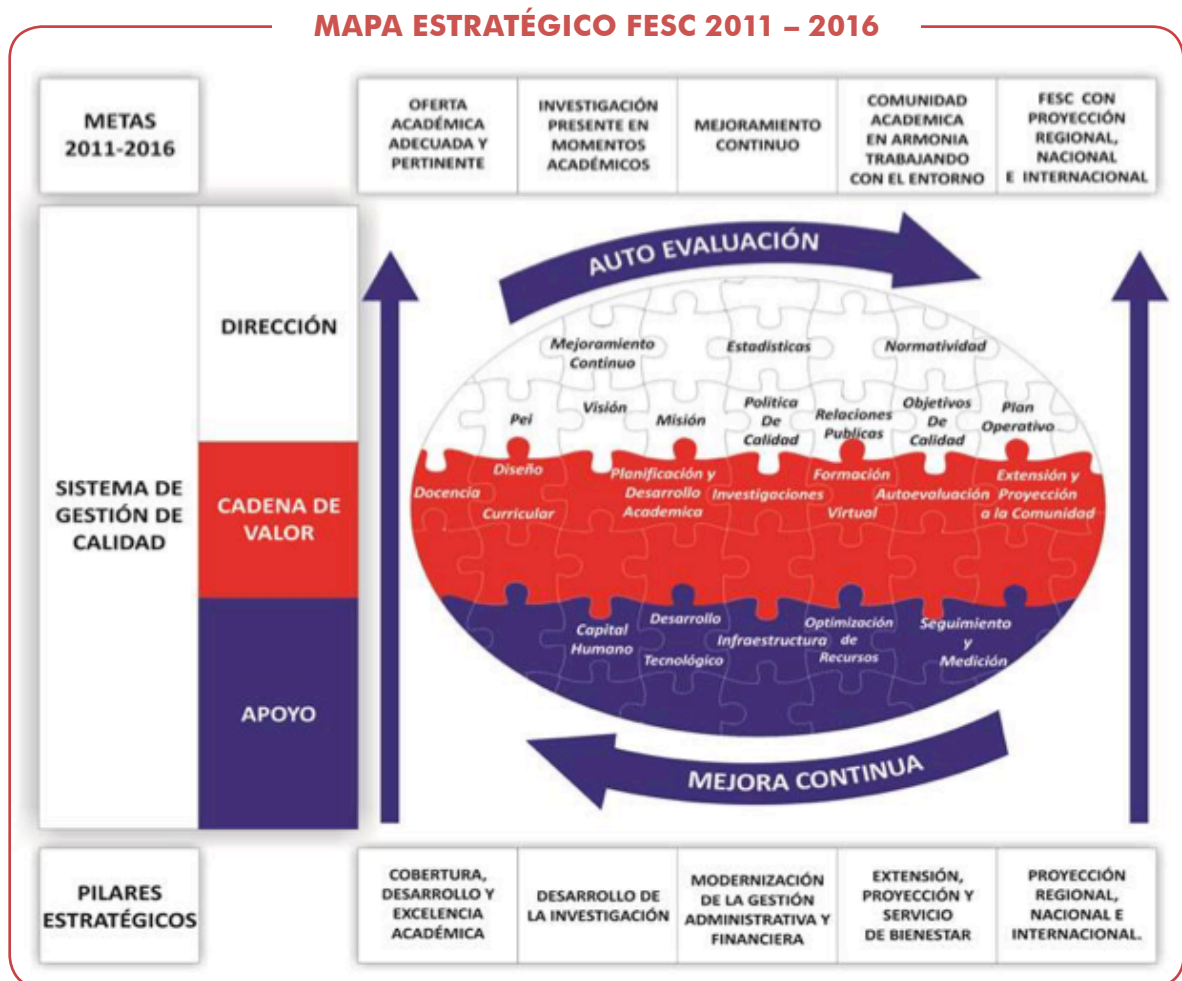 MAPA ESTRATÉGICO FESC 2011 – 2016
METAS
2011-2016
OFERTA
ACADÉMICA
ADECUADA Y
PERTINENTE
INVESTIGACIÓN
PRESENTE EN
MOMENTOS
ACADÉMICOS
MEJORAMIENTO
CONTINUO
COMUNIDAD
ACADEMICA
EN ARMONIA
TRABAJANDO
CON EL ENTORNO
FESC CON
PROYECCIÓN
REGIONAL,
NACIONAL
E INTERNACIONAL
SISTEMA DE
GESTIÓN DE
CALIDAD
DIRECCIÓN
CADENA DE
VALOR
APOYO
AUTO EVALUACIÓN
Mejoramiento
Continuo
Estadisticas
Normatividad
Pei
Visión
Misión
Politica
De
Calidad
Relaciones
Publicas
Objetivos
De
Calidad
Plan
Operativo
Docencia
Diseño
Curricular
Planificación y
Desarrollo
Academica
Investigaciones
Formación
Virtual
Autoevaluación
Extensión y
Proyección
a la Comunidad
Capital
Humano
Desarrollo
Tecnológico
Infraestructura
Optimización
de
Recursos
Seguimiento
y
Medición
MEJORA CONTINUA
PILARES
ESTRATÉGICOS
COBERTURA,
DESARROLLO Y
EXCELENCIA
ACADÉMICA
DESARROLLO DE
LA INVESTIGACIÓN
MODERNIZACIÓN
DE LA GESTIÓN
ADMINISTRATIVA Y
FINANCIERA
EXTENSIÓN,
PROYECCIÓN Y
SERVICIO
DE BIENESTAR
PROYECCIÓN
REGIONAL,
NACIONAL E
INTERNACIONAL.